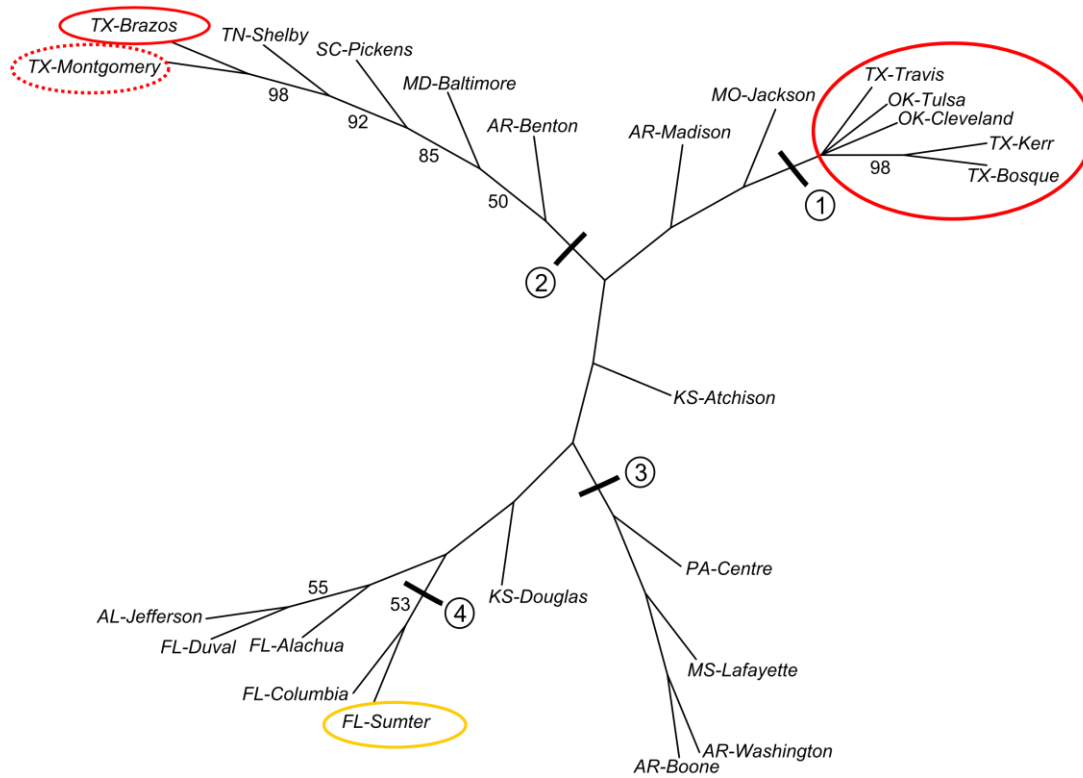 TX-Brazos
TN-Shelby
SC-Pickens
TX-Montgomery
MD-Baltimore
98
92
AR-Benton
85
50
MO-Jackson
AR-Madison
TX-Travis
OK-Tulsa
OK-Cleveland
TX-Kerr
98
TX-Bosque
1
2
KS-Atchison
3
PA-Centre
KS-Douglas
55
53
4
AL-Jefferson
FL-Duval
FL-Alachua
FL-Columbia
FL-Sumter
MS-Lafayette
AR-Washington
AR-Boone